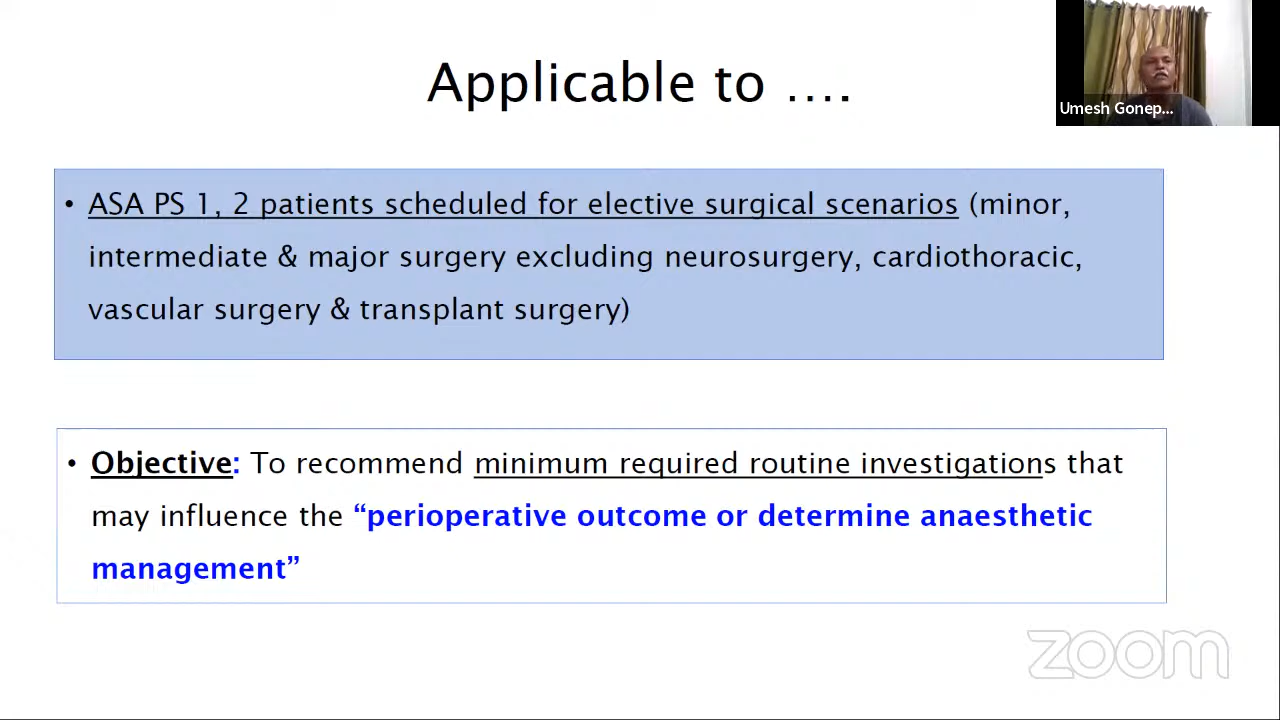 Applicable to ….
Umesh Gonep...
• ASA PS 1, 2 patients scheduled for elective surgical scenarios (minor,
intermediate & major surgery excluding neurosurgery, cardiothoracic,
vascular surgery & transplant surgery)
• Objective: To recommend minimum required routine investigations that
may influence the “perioperative outcome or determine anaesthetic
management”
zoom